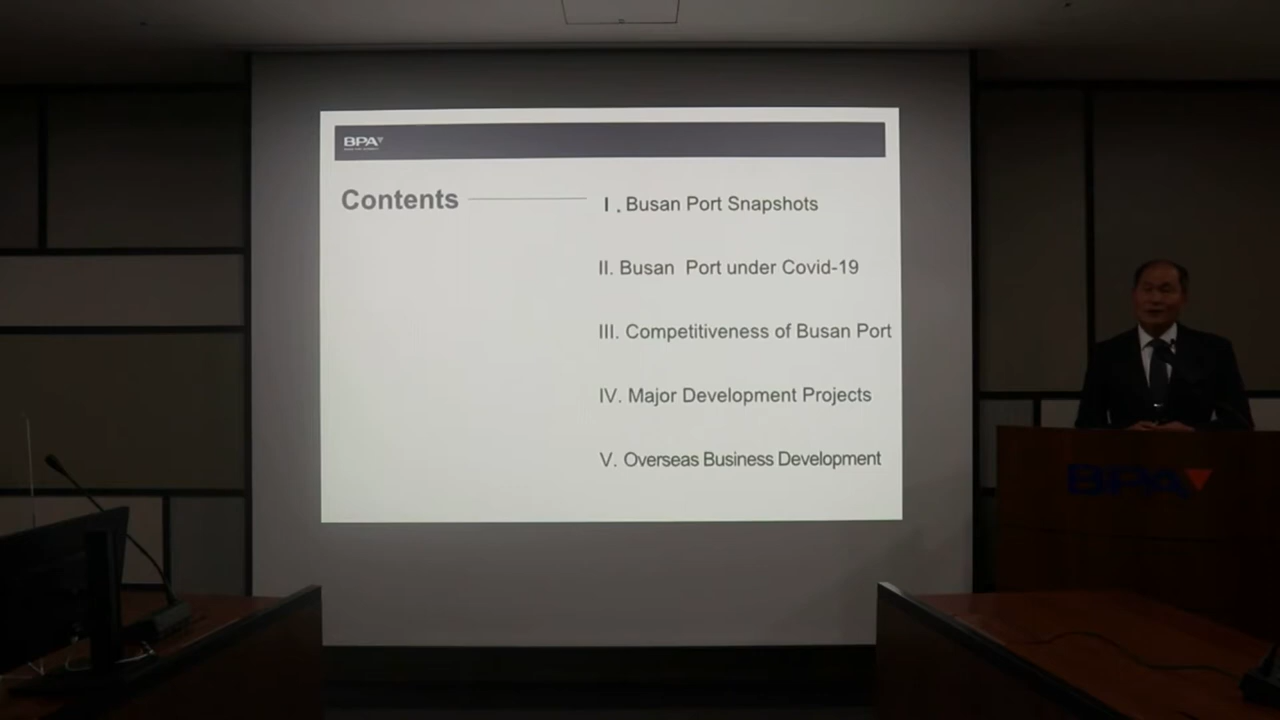 BPA
Contents
I . Busan Port Snapshots
II. Busan Port under Covid-19
III. Competitiveness of Busan Port
IV. Major Development Projects
V. Overseas Business Development
BPA